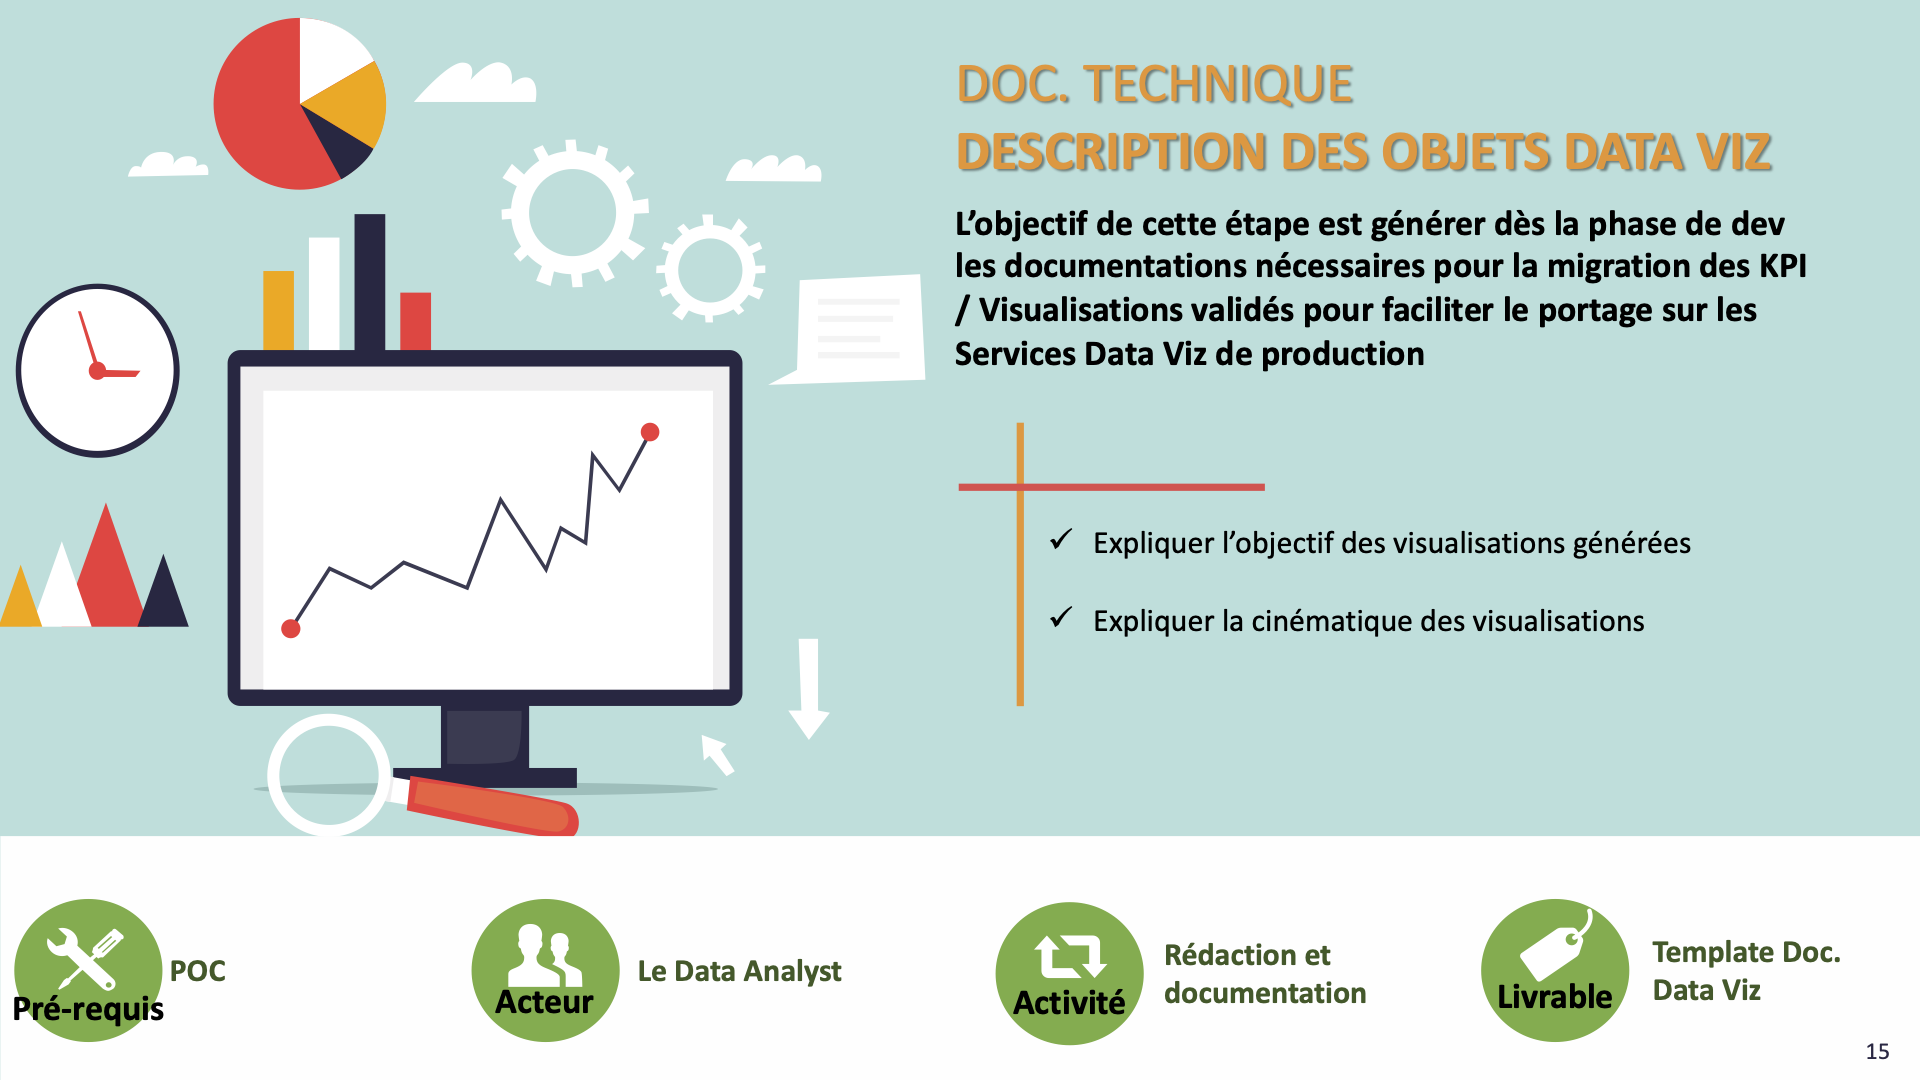 DOC. TECHNIQUE
DESCRIPTION DES OBJETS DATA VIZ
L’objectif de cette étape est générer dès la phase de dev
les documentations nécessaires pour la migration des KPI
/ Visualisations validés pour faciliter le portage sur les
Services Data Viz de production
✓ Expliquer l’objectif des visualisations générées
✓ Expliquer la cinématique des visualisations
Pré-requis
POC
Acteur
Le Data Analyst
Activité
Rédaction et
documentation
Livrable
Template Doc.
Data Viz
15